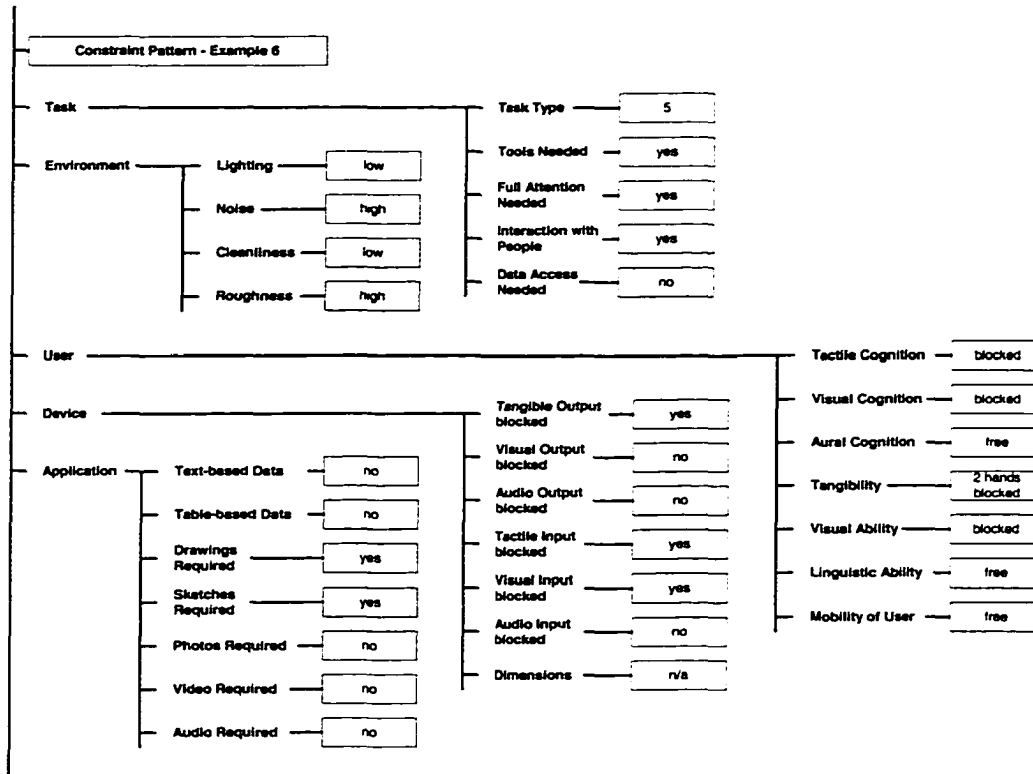 Constraint Pattern - Example 6
Task
Task Type
5
Tools Needed
yes
Full Attention
Needed
yes
Interaction with
People
yes
Data Access
Needed
no
Environment
Lighting
low
Noise
high
Cleanliness
low
Roughness
high
User
Tactile Cognition
blocked
Visual Cognition
blocked
Aural Cognition
free
Tangibility
2 hands
blocked
Visual Ability
blocked
Linguistic Ability
free
Mobility of User
free
Device
Tangible Output
blocked
yes
Visual Output
blocked
no
Audio Output
blocked
no
Tactile Input
blocked
yes
Visual Input
blocked
yes
Audio Input
blocked
no
Dimensions
n/a
Application
Text-based Data
no
Table-based Data
no
Drawings
Required
yes
Sketches
Required
yes
Photos Required
no
Video Required
no
Audio Required
no